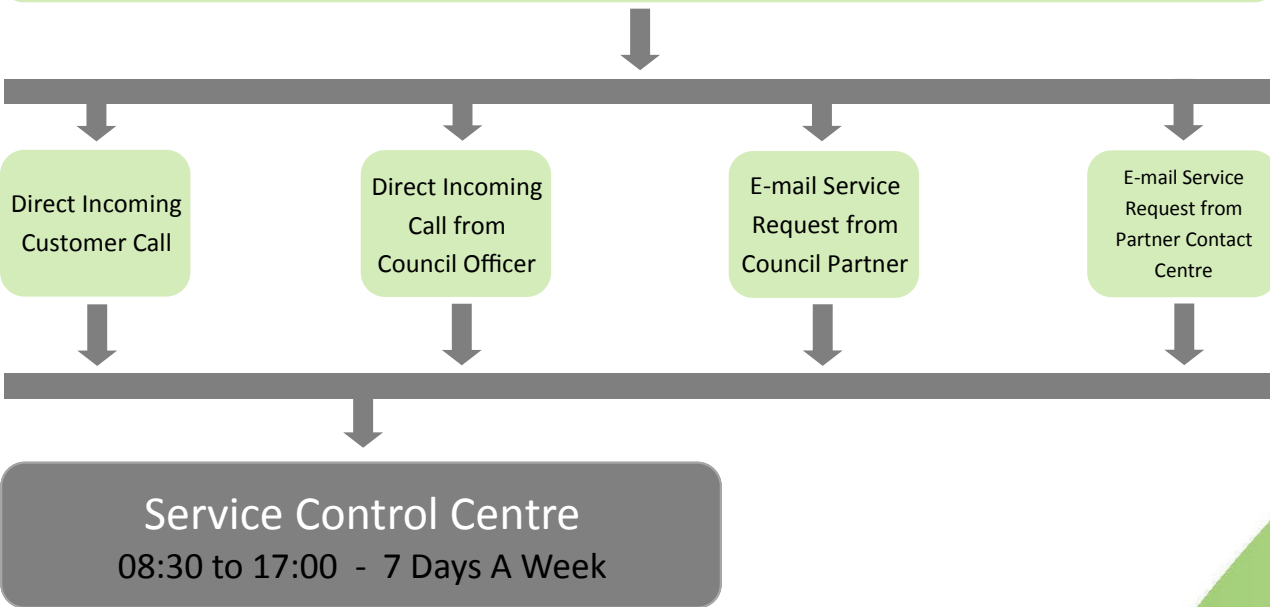 Direct Incoming
Customer Call
Direct Incoming
Call from
Council Officer
E-mail Service
Request from
Council Partner
E-mail Service
Request from
Partner Contact
Centre
Service Control Centre
08:30 to 17:00 - 7 Days A Week